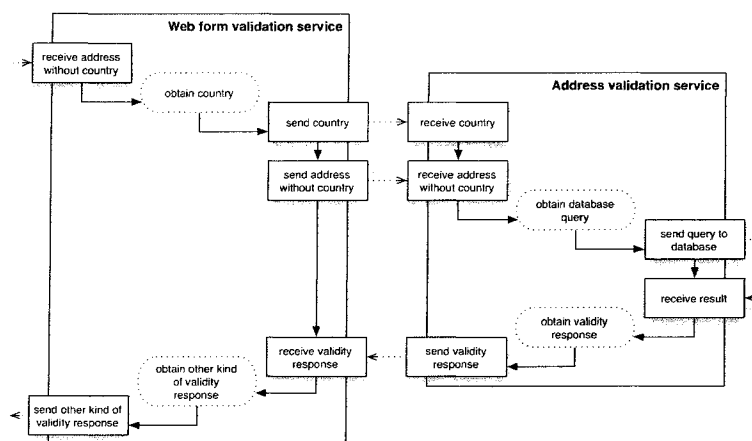 Web form validation service
receive address
without country
obtain country
send country
send address
without country
receive validity
response
obtain other kind
of validity
response
send other kind of
validity response
Address validation service
receive country
receive address
without country
obtain database
query
send query to
database
receive result
obtain validity
response
send validity
response